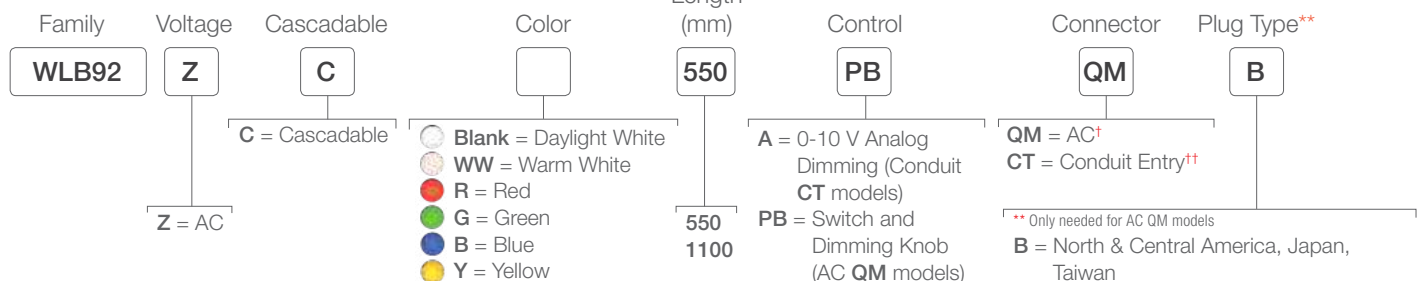 Length
Family Voltage Cascadable Color (mm) Control Connector Plug Type**
WLB92 Z C 550 PB QM B
C = Cascadable
Z = AC
Blank = Daylight White
WW = Warm White
R = Red
G = Green
B = Blue
Y = Yellow
550
1100
A = 0-10 V Analog
Dimming (Conduit
CT models)
PB = Switch and
Dimming Knob
(AC QM models)
QM = AC†
CT = Conduit Entry††
** Only needed for AC QM models
B = North & Central America, Japan,
Taiwan